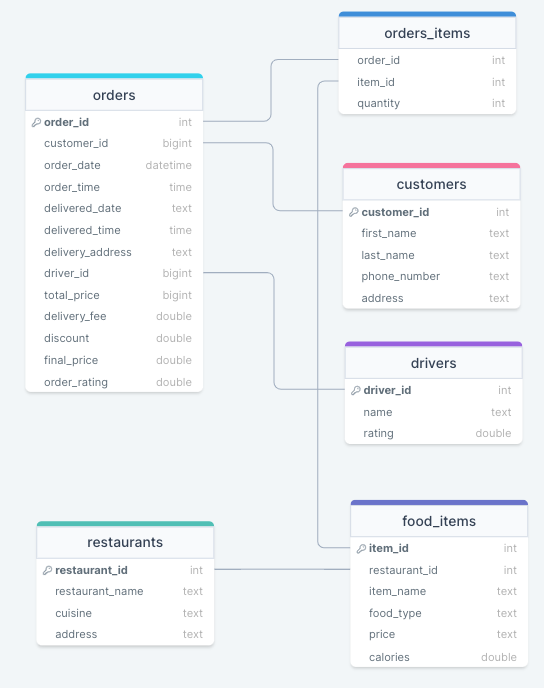 orders_items
order_id int
item_id int
quantity int
orders
order_id int
customer_id bigint
order_date datetime
order_time time
delivered_date text
delivered_time time
delivery_address text
driver_id bigint
total_price bigint
delivery_fee double
discount double
final_price double
order_rating double
customers
customer_id int
first_name text
last_name text
phone_number text
address text
drivers
driver_id int
name text
rating double
restaurants
restaurant_id int
restaurant_name text
cuisine text
address text
food_items
item_id int
restaurant_id int
item_name text
food_type text
price text
calories double